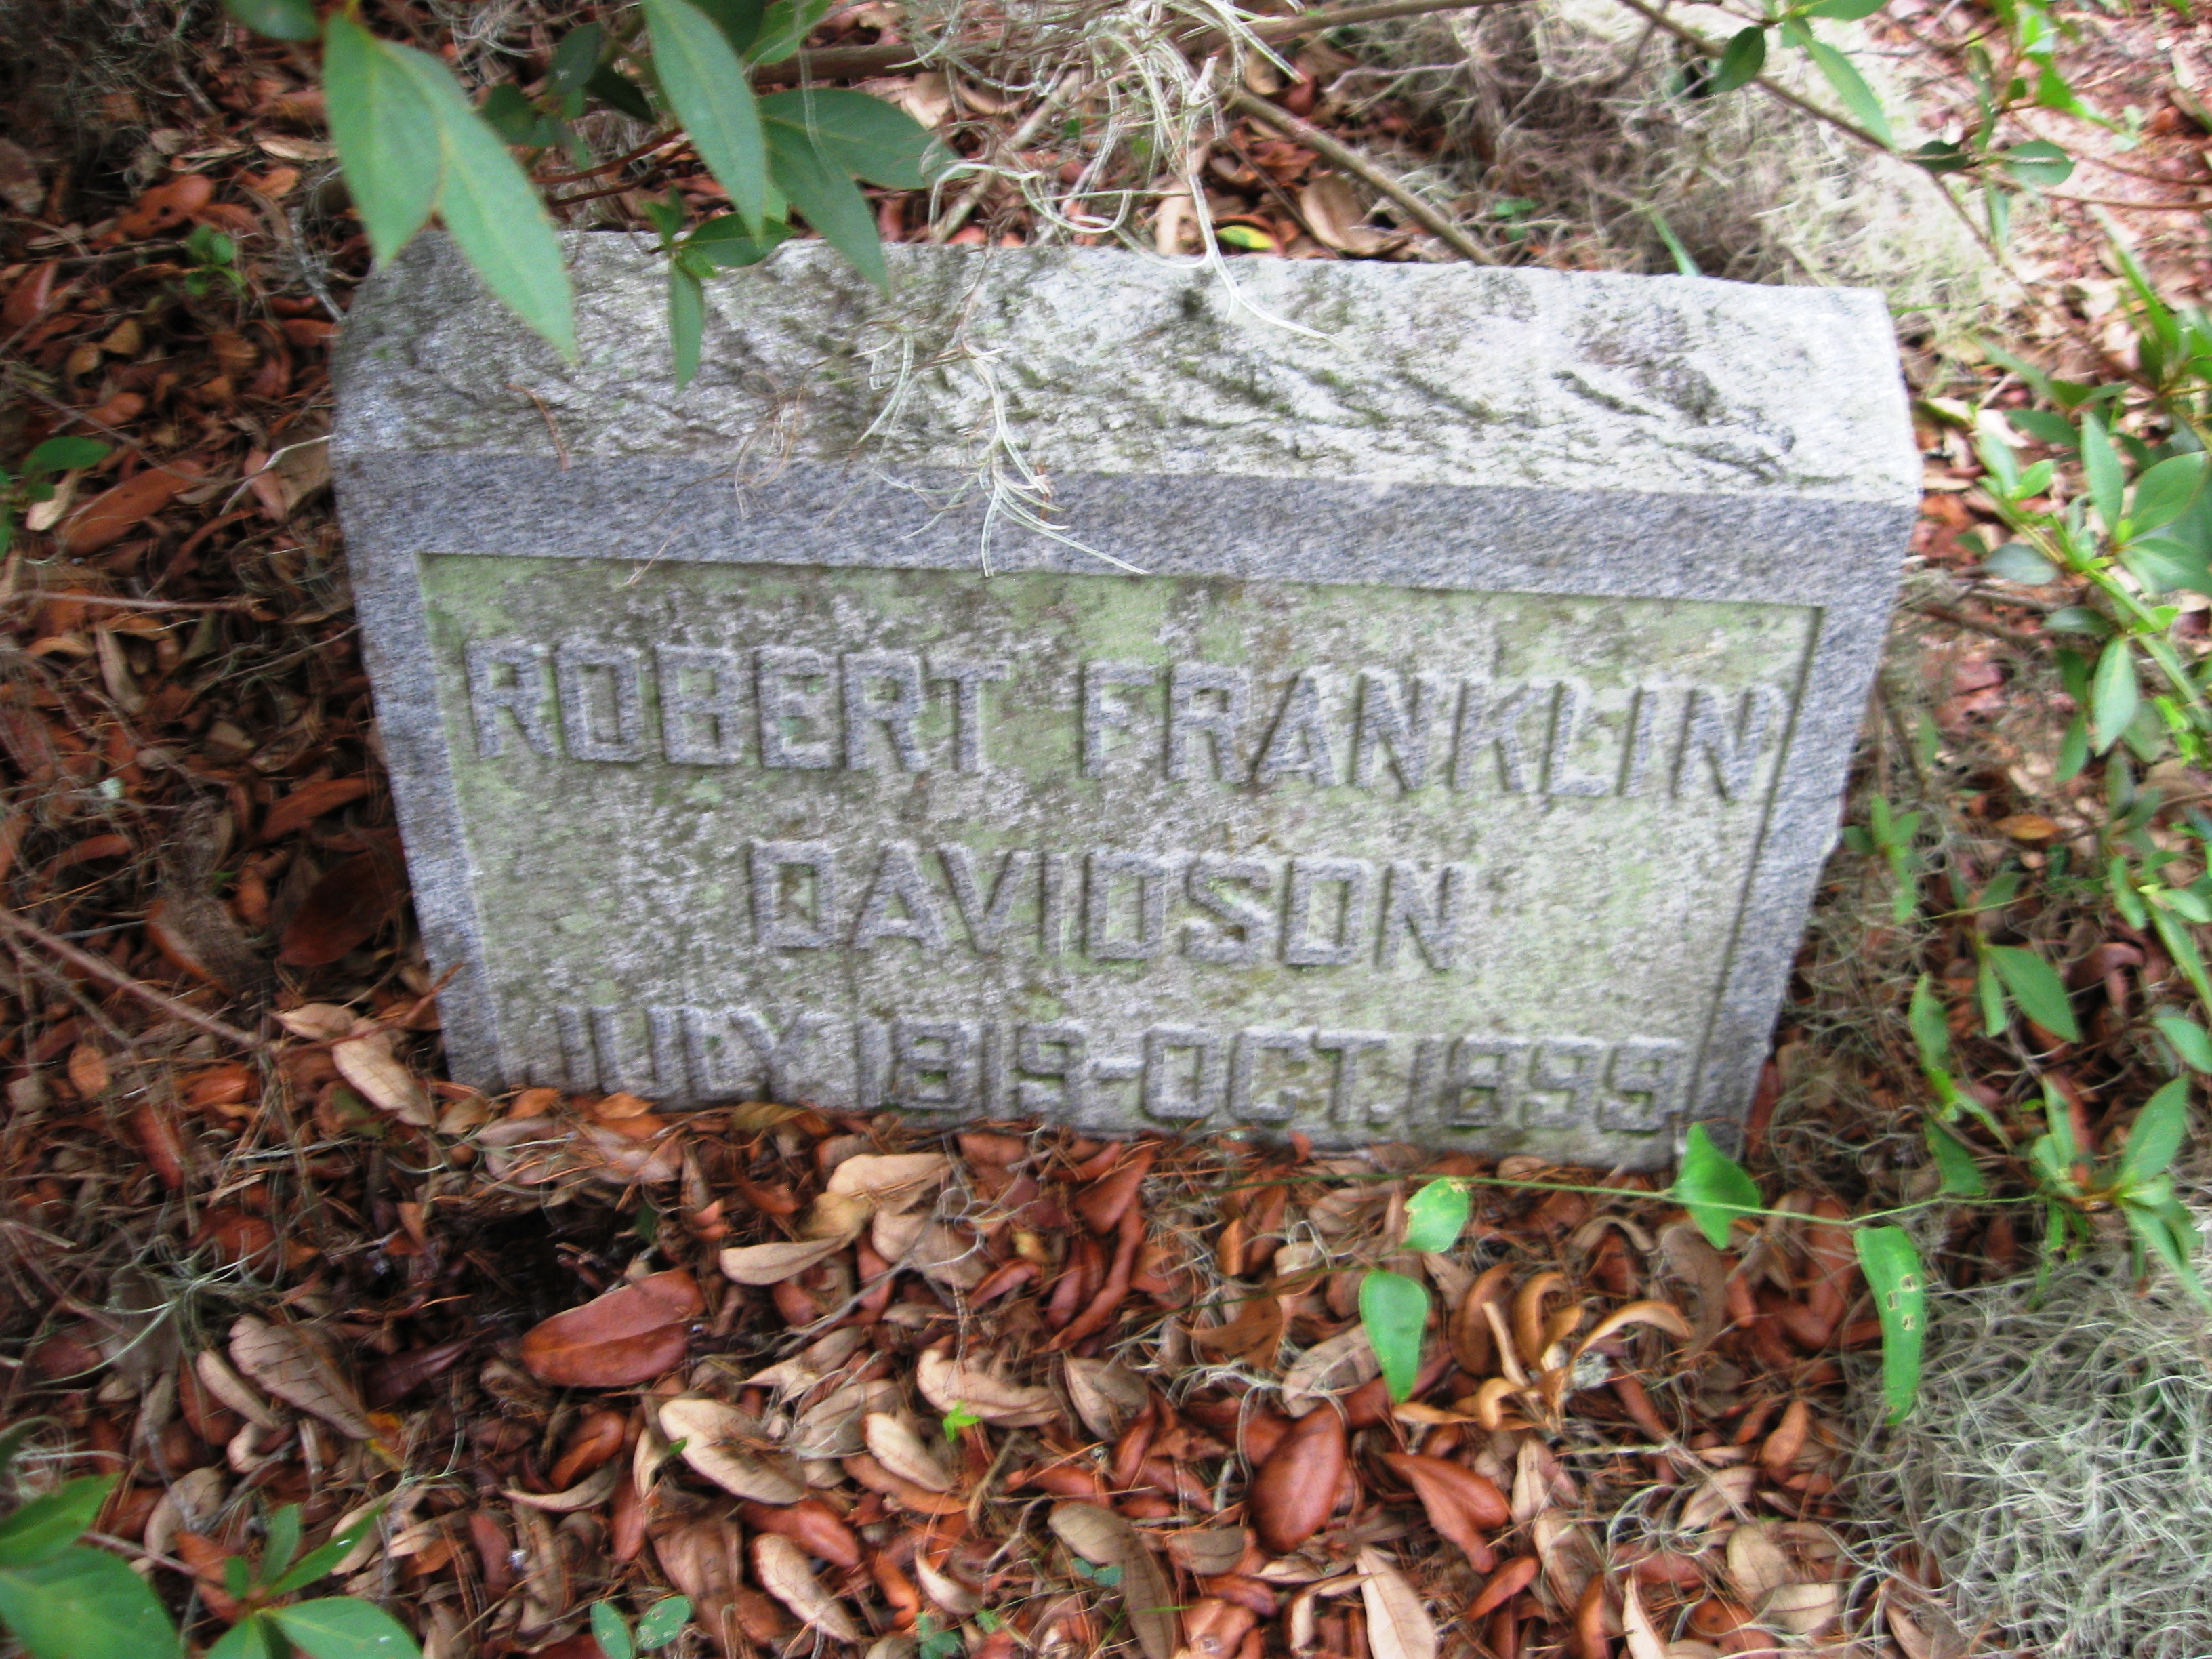 ROBERT FRANKLIN
DAVIDSON
JULY 1819-OCT. 1899